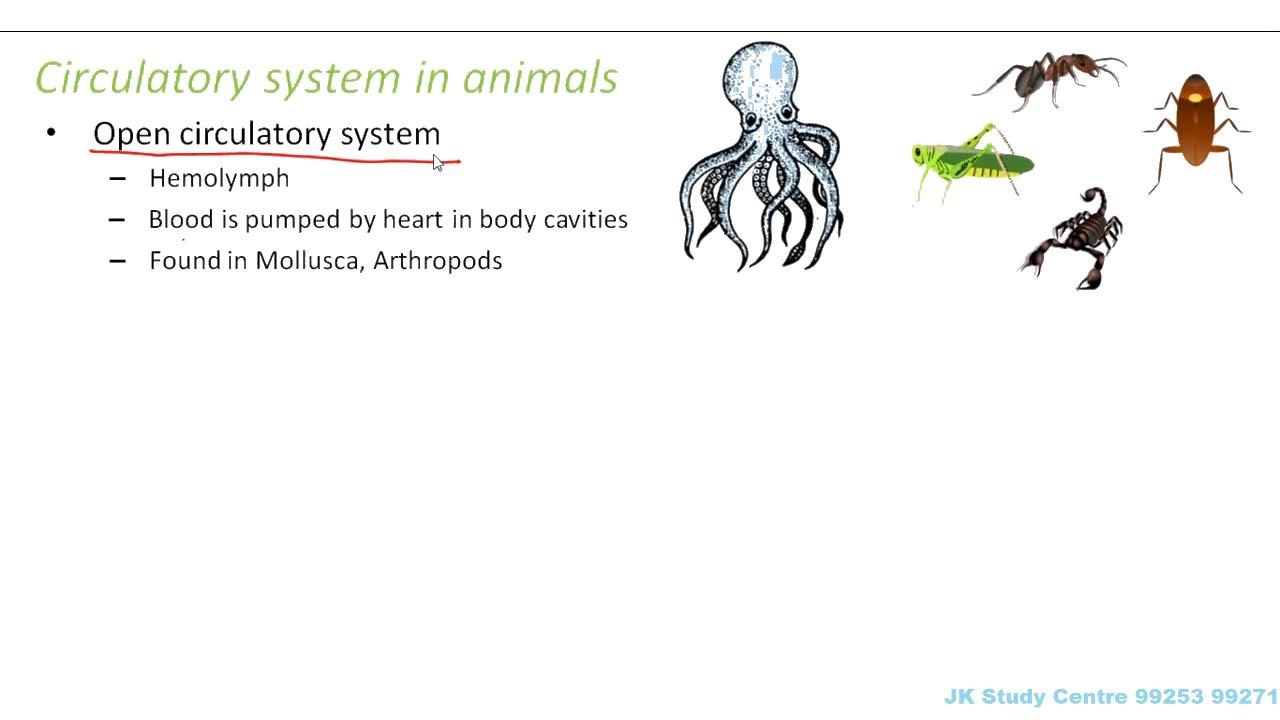 Circulatory system in animals
• Open circulatory system
– Hemolymph
– Blood is pumped by heart in body cavities
– Found in Mollusca, Arthropods
JK Study Centre 99253 99271